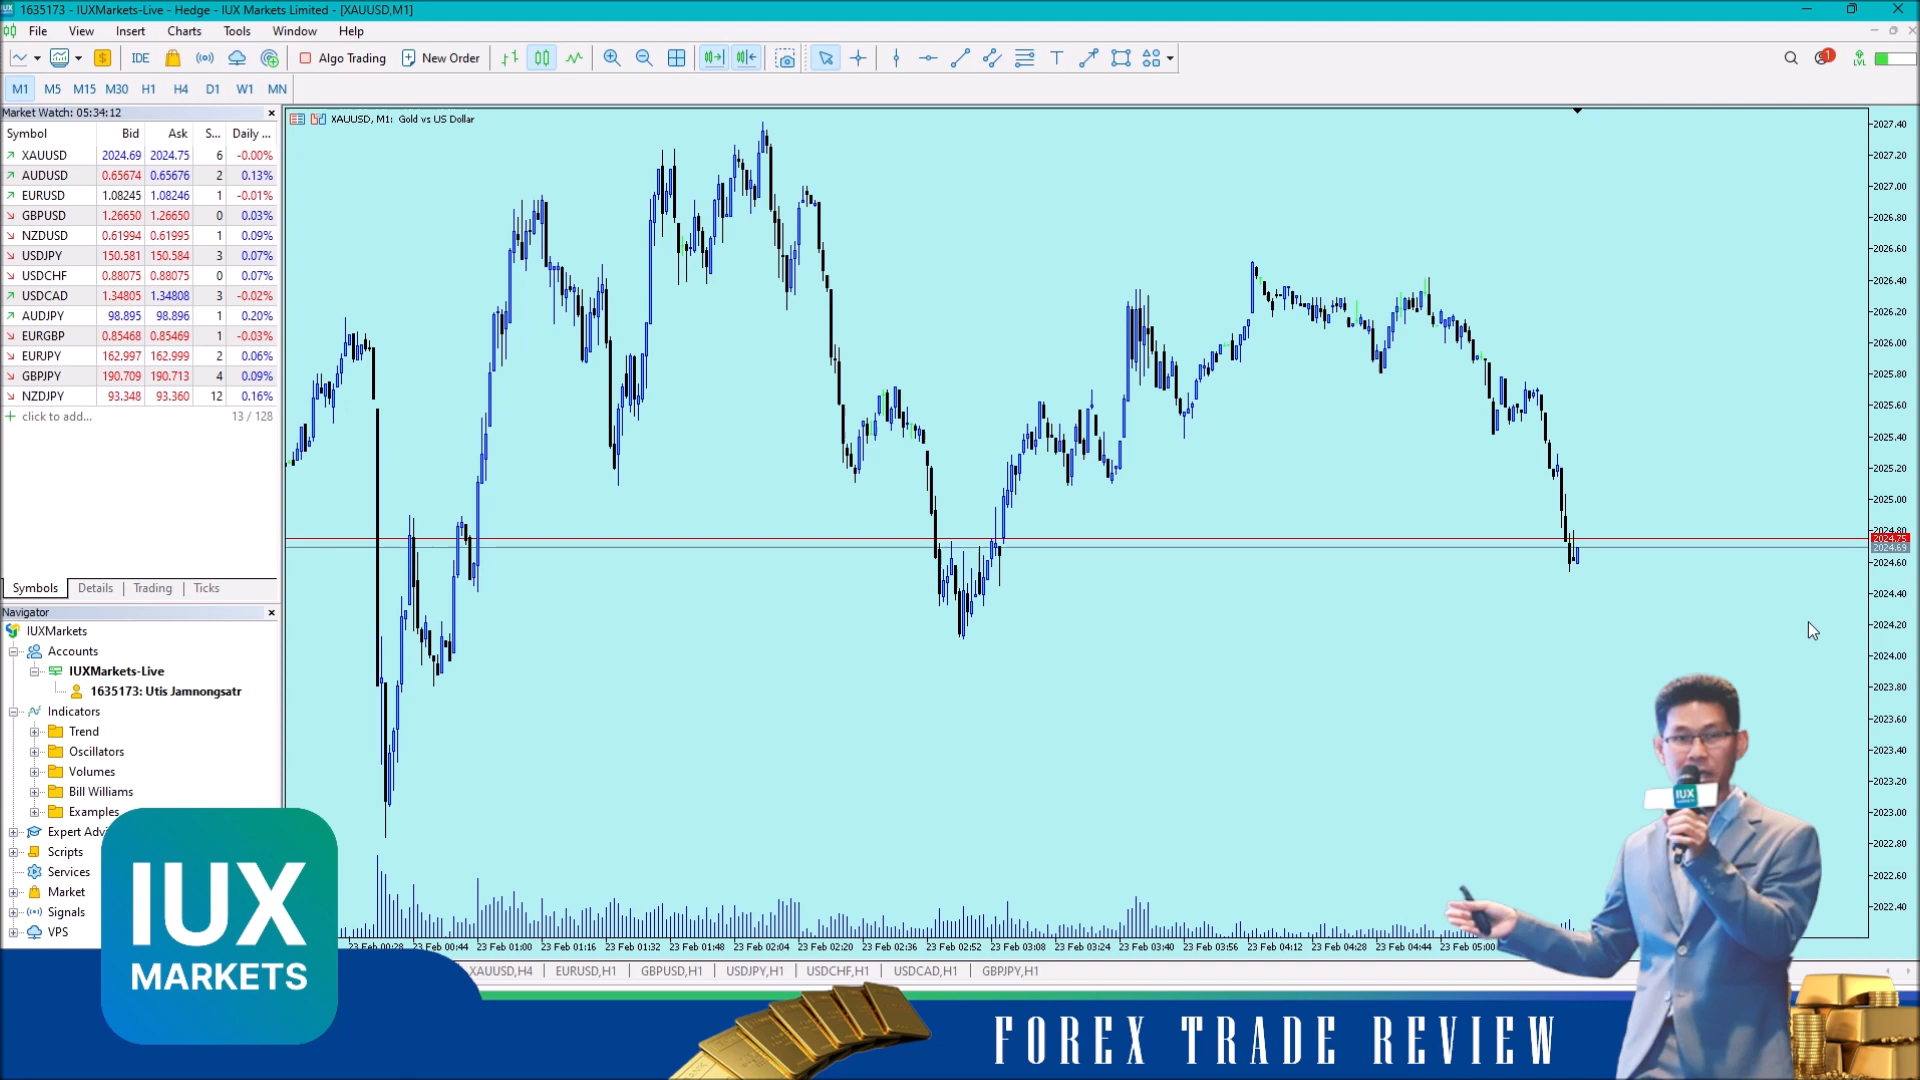 1635173 - IUXMarkets-Live - Hedge - IUX Markets Limited - [XAUUSD,M1]
File View Insert Charts Tools Window Help
IDE Algo Trading New Order 1
M1 M5 M15 M30 H1 H4 D1 W1 MN
Market Watch: 05:34:12
Symbol Bid Ask S... Daily ...
XAUUSD 2024.69 2024.75 6 -0.00%
AUDUSD 0.65674 0.65676 2 0.13%
EURUSD 1.08245 1.08246 1 -0.01%
GBPUSD 1.26650 1.26650 0 0.03%
NZDUSD 0.61994 0.61995 1 0.09%
USDJPY 150.581 150.584 3 0.07%
USDCHF 0.88075 0.88075 0 0.07%
USDCAD 1.34805 1.34808 3 -0.02%
AUDJPY 98.895 98.896 1 0.20%
EURGBP 0.85468 0.85469 1 -0.03%
EURJPY 162.997 162.999 2 0.06%
GBPJPY 190.709 190.713 4 0.09%
NZDJPY 93.348 93.360 12 0.16%
click to add... 13 / 128
Symbols Details Trading Ticks
Navigator
IUXMarkets
Accounts
IUXMarkets-Live
1635173: Utis Jamnongsatr
Indicators
Trend
Oscillators
Volumes
Bill Williams
Examples
Expert Advi
Scripts
Services
Market
Signals
VPS
XAUUSD, M1: Gold vs US Dollar
2027.40
2027.20
2027.00
2026.80
2026.60
2026.40
2026.20
2026.00
2025.80
2025.60
2025.40
2025.20
2025.00
2024.80
2024.75
2024.69
2024.60
2024.40
2024.20
2024.00
2023.80
2023.60
2023.40
2023.20
2023.00
2022.80
2022.60
2022.40
23 Feb 00:28 23 Feb 00:44 23 Feb 01:00 23 Feb 01:16 23 Feb 01:32 23 Feb 01:48 23 Feb 02:04 23 Feb 02:20 23 Feb 02:36 23 Feb 02:52 23 Feb 03:08 23 Feb 03:24 23 Feb 03:40 23 Feb 03:56 23 Feb 04:12 23 Feb 04:28 23 Feb 04:44 23 Feb 05:00
XAUUSD,H4 EURUSD,H1 GBPUSD,H1 USDJPY,H1 USDCHF,H1 USDCAD,H1 GBPJPY,H1
IUX
MARKETS
IUX
FOREX TRADE REVIEW